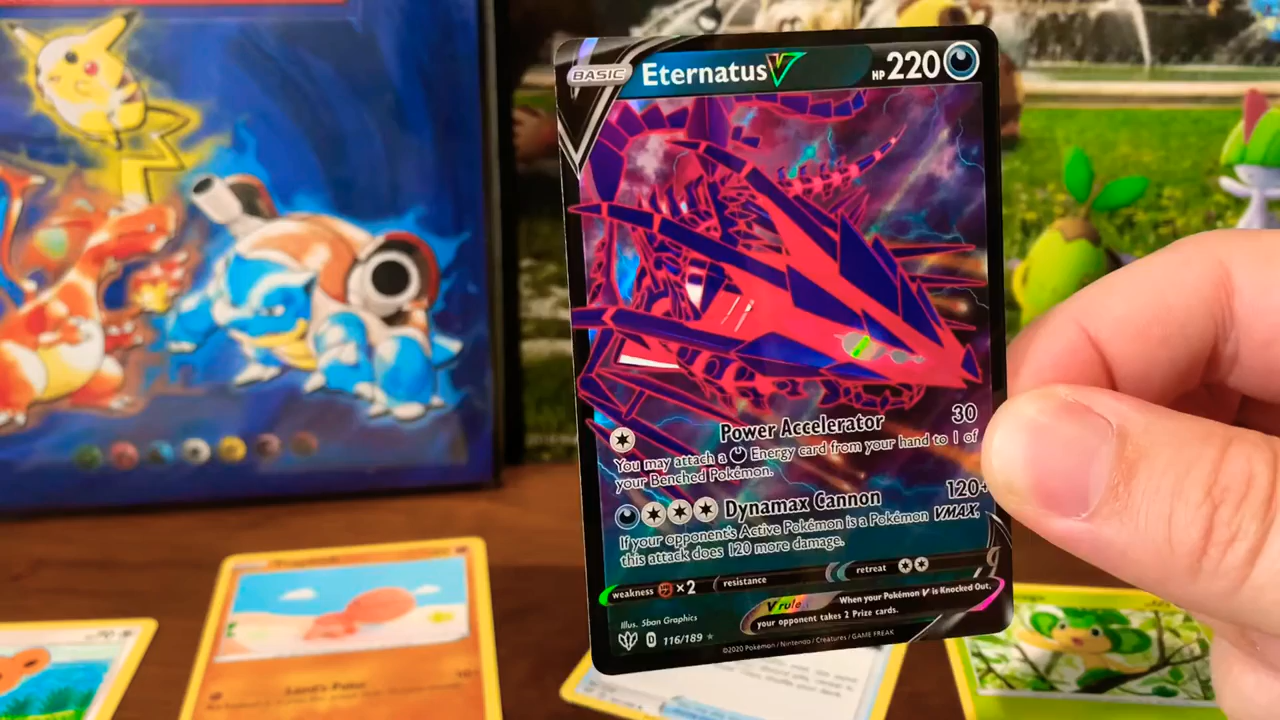 BASIC Eternatus V HP 220
Power Accelerator 30
You may attach a Energy card from your hand to 1 of
your Benched Pokémon.
Dynamax Cannon 120+
If your opponent's Active Pokémon is a Pokémon VMAX,
this attack does 120 more damage.
weakness ×2 resistance retreat
V rule When your Pokémon V is Knocked Out,
your opponent takes 2 Prize cards.
Illus. 5ban Graphics
D 116/189 ★
©2020 Pokémon / Nintendo / Creatures / GAME FREAK